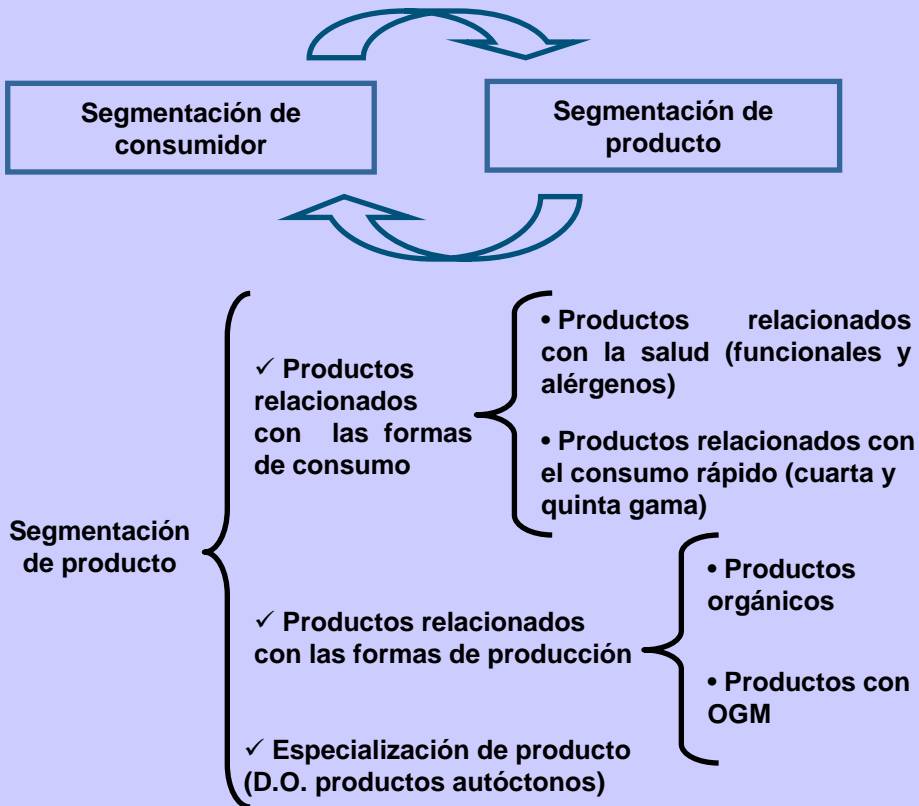 Segmentación de
consumidor
Segmentación de
producto
Segmentación
de producto
✓ Productos
relacionados
con las formas
de consumo
• Productos relacionados
con la salud (funcionales y
alérgenos)
• Productos relacionados con
el consumo rápido (cuarta y
quinta gama)
✓ Productos relacionados
con las formas de producción
• Productos
orgánicos
• Productos con
OGM
✓ Especialización de producto
(D.O. productos autóctonos)